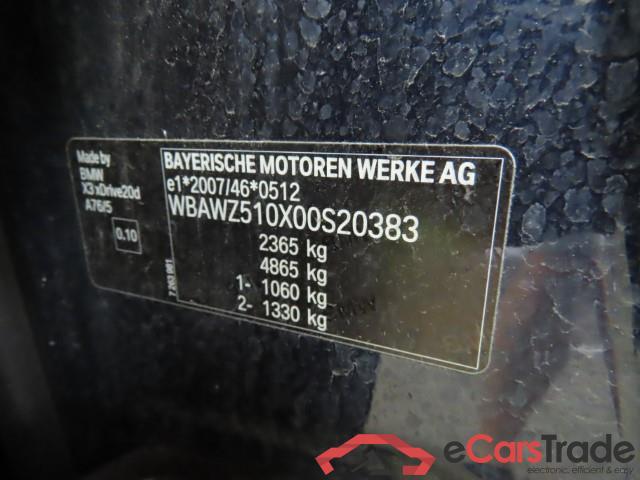 Made by
BMW
X3 xDrive20d
A76/5
0.10
BAYERISCHE MOTOREN WERKE AG
e1*2007/46*0512
WBAWZ510X00S20383
2365 kg
4865 kg
1- 1060 kg
2- 1330 kg
eCarsTrade
electronic, efficient & easy